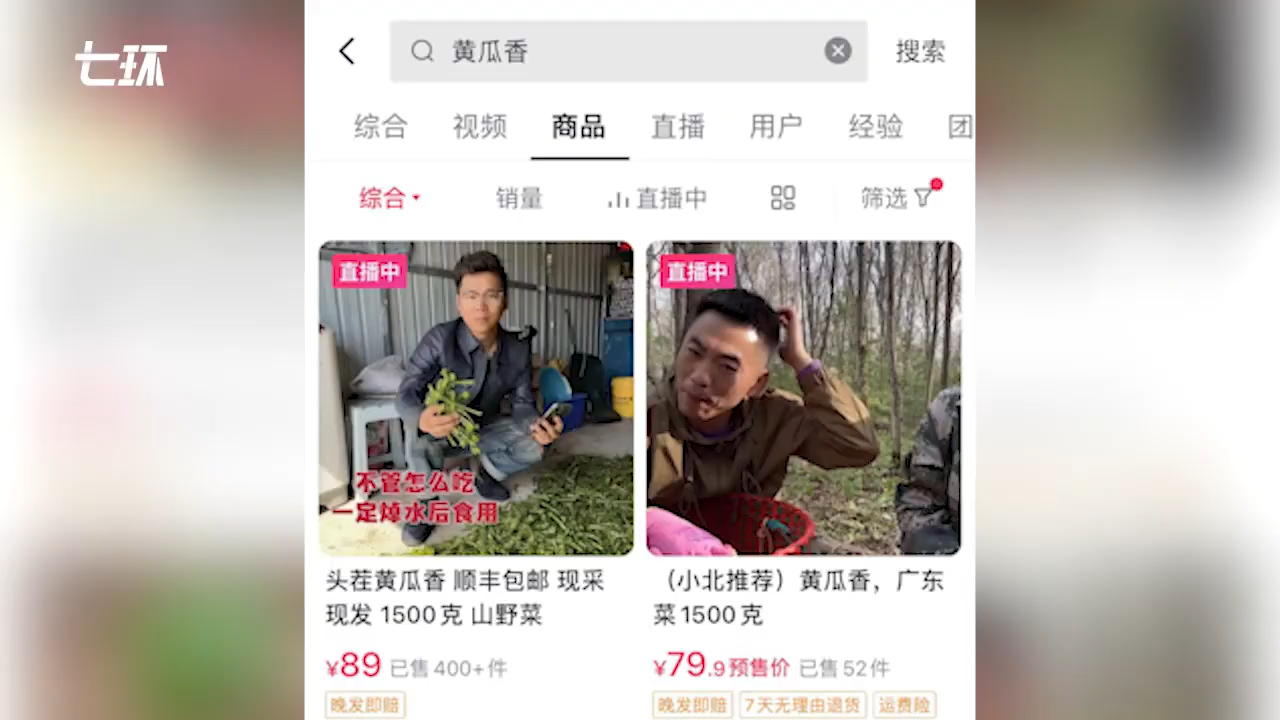 七环
黄瓜香
搜索
综合 视频 商品 直播 用户 经验 团
综合 销量 直播中 筛选
直播中
不管怎么吃
一定焯水后食用
直播中
头茬黄瓜香 顺丰包邮 现采
现发 1500克 山野菜
¥89 已售 400+件
晚发即赔
（小北推荐）黄瓜香，广东
菜1500克
¥79.9预售价 已售 52件
晚发即赔 7天无理由退货 运费险